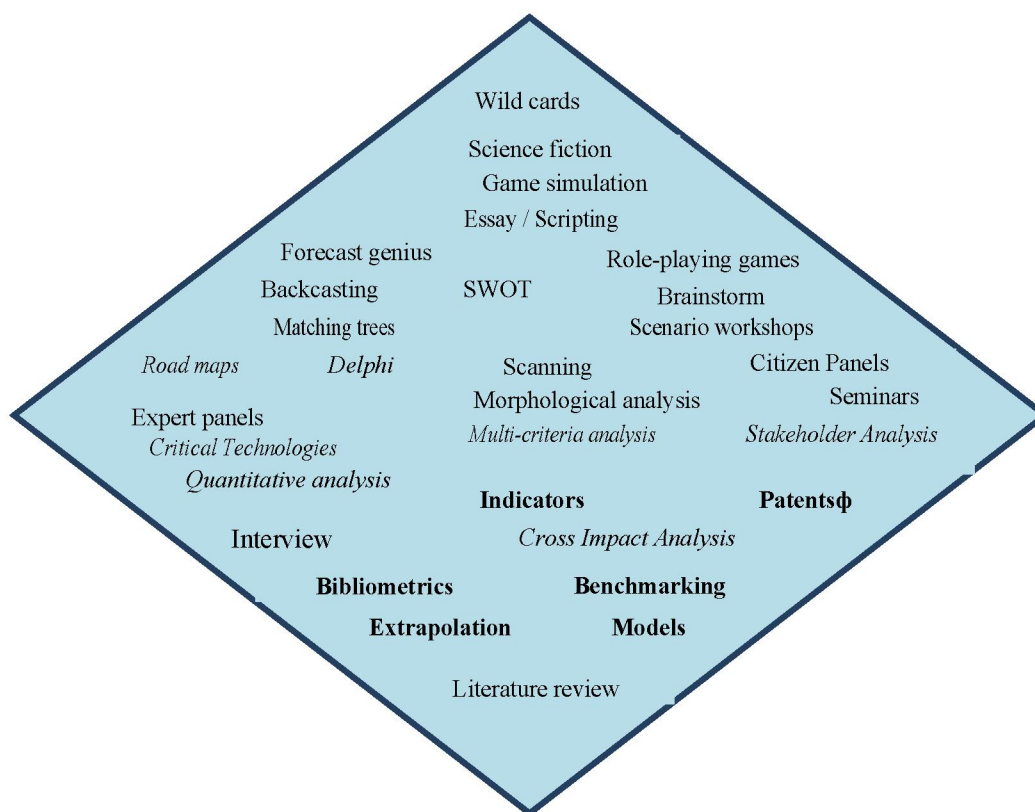 Wild cards
Science fiction
Game simulation
Essay / Scripting
Forecast genius
Role-playing games
Backcasting
SWOT
Brainstorm
Matching trees
Scenario workshops
Road maps
Delphi
Scanning
Citizen Panels
Morphological analysis
Seminars
Expert panels
Critical Technologies
Multi-criteria analysis
Stakeholder Analysis
Quantitative analysis
Indicators
Patentsф
Interview
Cross Impact Analysis
Bibliometrics
Benchmarking
Extrapolation
Models
Literature review